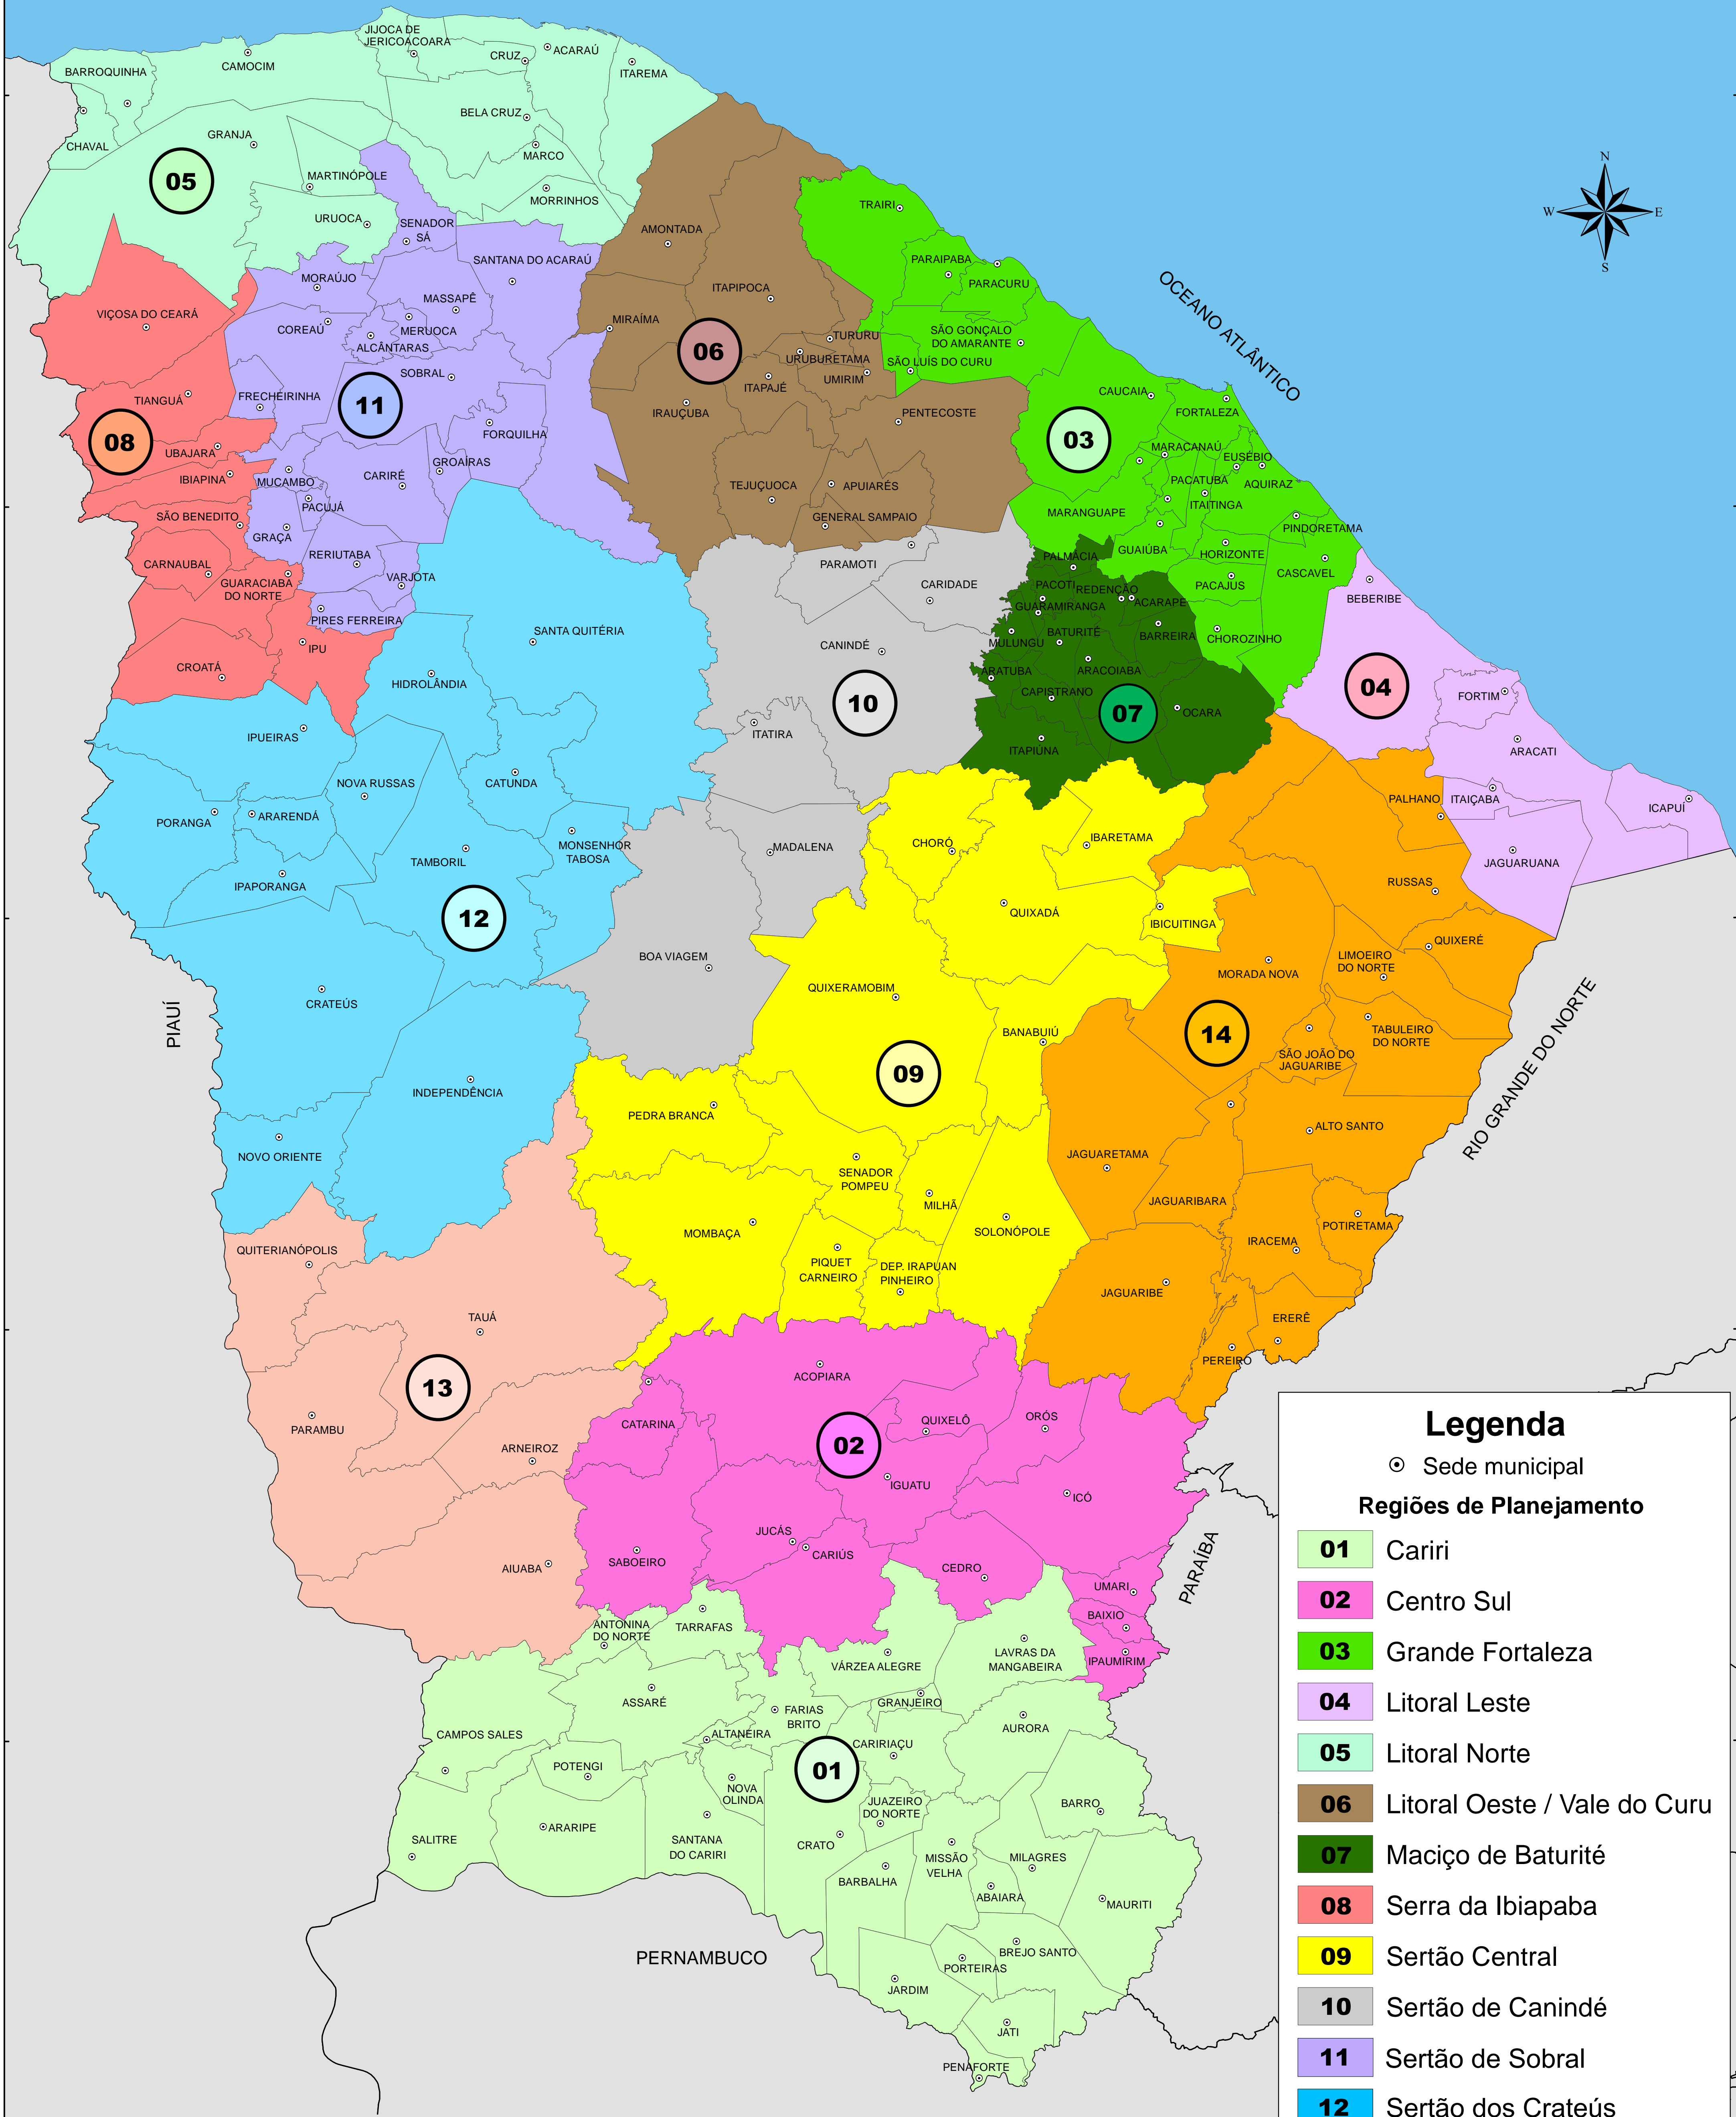 JIJOCA DE
JERICOACOARA
CRUZ
ACARAÚ
ITAREMA
BARROQUINHA
CAMOCIM
BELA CRUZ
CHAVAL
GRANJA
MARCO
05
MARTINÓPOLE
MORRINHOS
URUOCA
SENADOR
SÁ
N
W
E
S
TRAIRI
AMONTADA
PARAIPABA
PARACURU
SANTANA DO ACARAÚ
MORAÚJO
MASSAPÊ
ITAPIPOCA
OCEANO ATLÂNTICO
VIÇOSA DO CEARÁ
COREAÚ
MERUOCA
ALCÂNTARAS
MIRAÍMA
06
TURURU
URUBURETAMA
SÃO GONÇALO
DO AMARANTE
SÃO LUÍS DO CURU
SOBRAL
ITAPAJÉ
UMIRIM
TIANGUÁ
FRECHEIRINHA
11
IRAUÇUBA
PENTECOSTE
CAUCAIA
FORTALEZA
08
FORQUILHA
03
UBAJARA
MARACANAÚ
EUSÉBIO
IBIAPINA
MUCAMBO
CARIRÉ
GROAÍRAS
TEJUÇUOCA
APUIARÉS
PACATUBA
AQUIRAZ
PACUJÁ
ITAITINGA
SÃO BENEDITO
GENERAL SAMPAIO
MARANGUAPE
PINDORETAMA
GRAÇA
RERIUTABA
CARNAUBAL
PARAMOTI
PALMÁCIA
GUAIÚBA
HORIZONTE
GUARACIABA
DO NORTE
VARJOTA
CARIDADE
PACOTI
REDENÇÃO
PACAJUS
CASCAVEL
PIRES FERREIRA
GUARAMIRANGA
ACARAPE
BEBERIBE
IPU
SANTA QUITÉRIA
CANINDÉ
MULUNGU
BATURITÉ
BARREIRA
CHOROZINHO
CROATÁ
HIDROLÂNDIA
ARATUBA
ARACOIABA
04
FORTIM
10
CAPISTRANO
07
OCARA
IPUEIRAS
ITATIRA
ITAPIÚNA
ARACATI
NOVA RUSSAS
CATUNDA
PALHANO
ITAIÇABA
ICAPUÍ
PORANGA
ARARENDÁ
MONSENHOR
TABOSA
MADALENA
CHORÓ
IBARETAMA
JAGUARUANA
TAMBORIL
IPAPORANGA
RUSSAS
12
QUIXADÁ
IBICUITINGA
QUIXERÉ
BOA VIAGEM
MORADA NOVA
LIMOEIRO
DO NORTE
CRATEÚS
QUIXERAMOBIM
PIAUÍ
BANABUIÚ
14
TABULEIRO
DO NORTE
RIO GRANDE DO NORTE
SÃO JOÃO DO
JAGUARIBE
09
INDEPENDÊNCIA
PEDRA BRANCA
ALTO SANTO
NOVO ORIENTE
SENADOR
POMPEU
JAGUARETAMA
MILHÃ
JAGUARIBARA
MOMBAÇA
SOLONÓPOLE
POTIRETAMA
IRACEMA
QUITERIANÓPOLIS
PIQUET
CARNEIRO
DEP. IRAPUAN
PINHEIRO
JAGUARIBE
TAUÁ
ERERÊ
PEREIRO
13
ACOPIARA
PARAMBU
CATARINA
QUIXELÔ
ORÓS
ARNEIROZ
02
IGUATU
ICÓ
JUCÁS
CARIÚS
SABOEIRO
AIUABA
CEDRO
UMARI
PARAÍBA
BAIXIO
ANTONINA
DO NORTE
TARRAFAS
VÁRZEA ALEGRE
LAVRAS DA
MANGABEIRA
IPAUMIRIM
ASSARÉ
GRANJEIRO
FARIAS
BRITO
AURORA
CAMPOS SALES
ALTANEIRA
CARIRIAÇU
POTENGI
01
NOVA
OLINDA
JUAZEIRO
DO NORTE
BARRO
SALITRE
ARARIPE
SANTANA
DO CARIRI
CRATO
MISSÃO
VELHA
MILAGRES
BARBALHA
ABAIARA
MAURITI
PERNAMBUCO
BREJO SANTO
PORTEIRAS
JARDIM
JATI
PENAFORTE
Legenda
Sede municipal
Regiões de Planejamento
01 Cariri
02 Centro Sul
03 Grande Fortaleza
04 Litoral Leste
05 Litoral Norte
06 Litoral Oeste / Vale do Curu
07 Maciço de Baturité
08 Serra da Ibiapaba
09 Sertão Central
10 Sertão de Canindé
11 Sertão de Sobral
12 Sertão dos Crateús